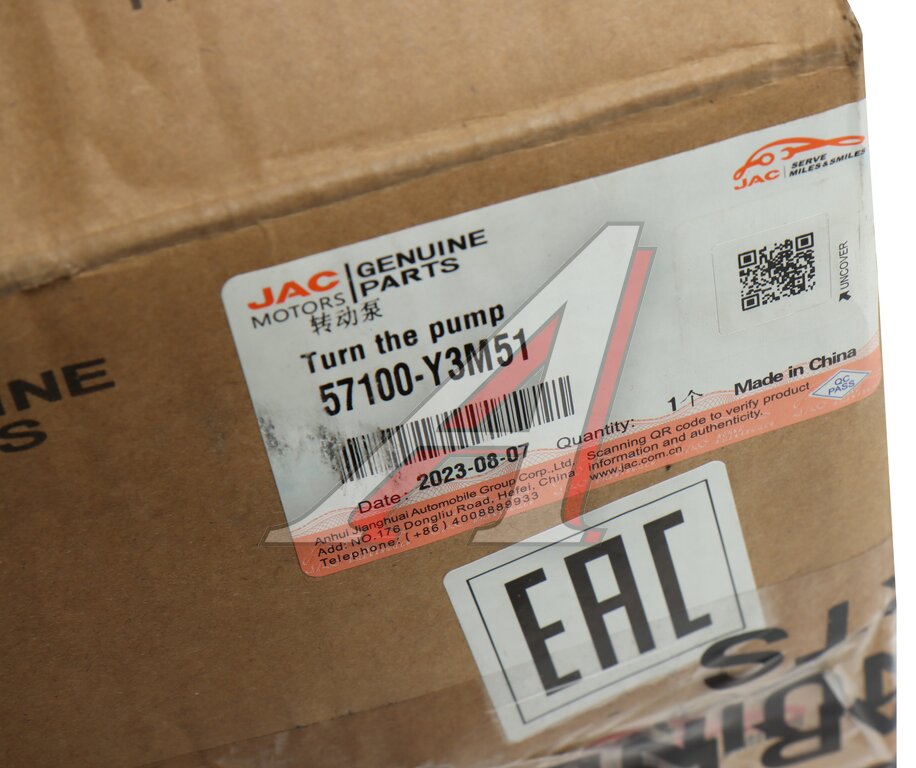 JAC
MOTORS
GENUINE
PARTS
JAC
SERVE
MILES & SMILES
转动泵
Turn the pump
57100-Y3M51
UNCOVER
Quantity: 1 个
Made in China
QC
PASS
Date: 2023-08-07
Scanning QR code to verify product
information and authenticity.
www.jac.com.cn
Anhui Jianghuai Automobile Group Corp., Ltd.
Add: NO.176 Dongliu Road, Hefei, China
Telephone: (+86) 4008889933
EAC